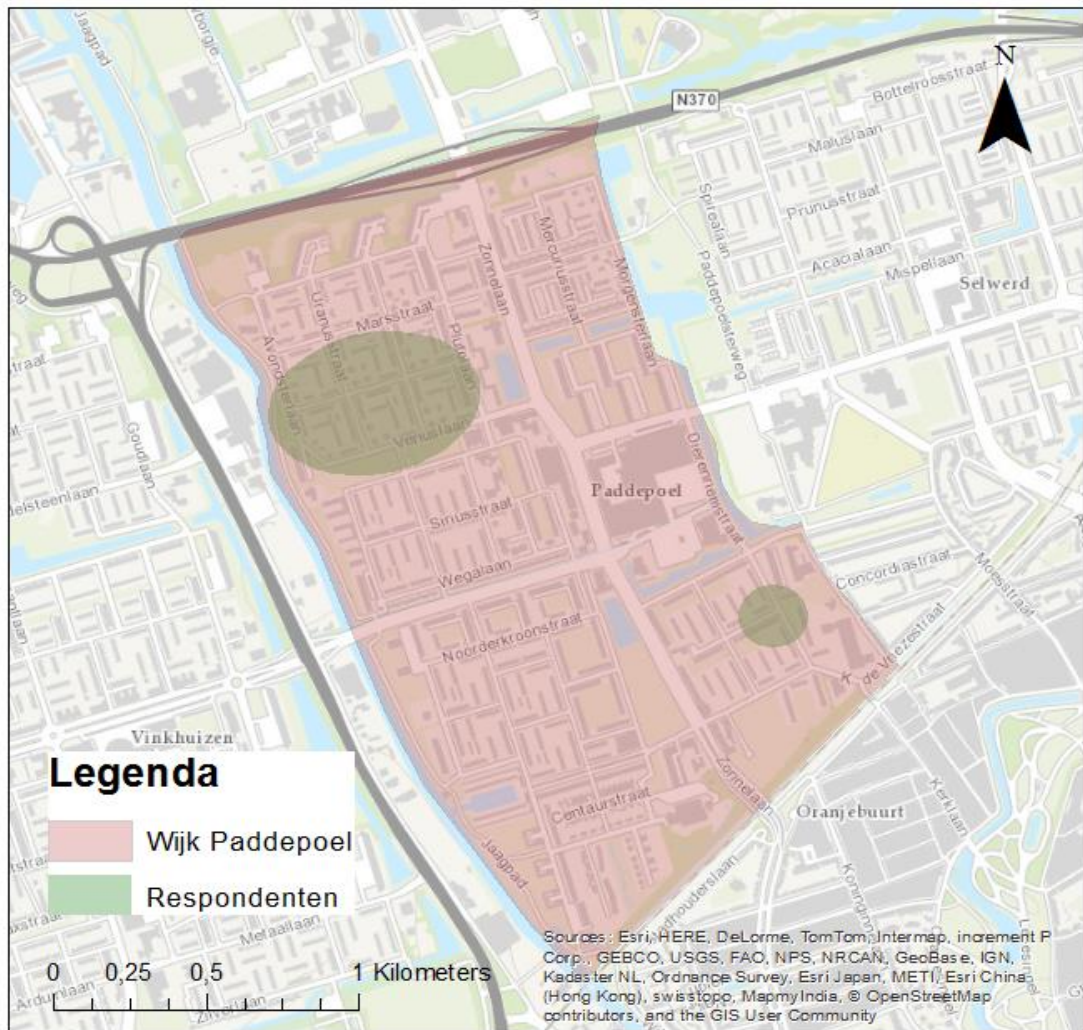 Jaagpad
N370
N
Bottelroosstraat
Maluslaan
Prunusstraat
Spirealaan
Acacialaan
Mispellaan
Selwerd
Paddepoelsterweg
Zonnelaan
Mercuriusstraat
Morgensterlaan
Uranusstraat
Marsstraat
Plutolaan
Avondsterlaan
Venuslaan
Goudlaan
Paddepoel
Dierenriemstraat
Siriusstraat
Wegalaan
Concordiastraat
Moesstraat
Noorderkroonstraat
K. de Vriezestraat
Vinkhuizen
Zonnelaan
Centaurstraat
Oranjebuurt
Kerklaan
Jaagpad
Legenda
Wijk Paddepoel
Respondenten
Metaallaan
0 0,25 0,5 1 Kilometers
Sources: Esri, HERE, DeLorme, TomTom, Intermap, increment P
Corp., GEBCO, USGS, FAO, NPS, NRCAN, GeoBase, IGN,
Kadaster NL, Ordnance Survey, Esri Japan, METI, Esri China
(Hong Kong), swisstopo, MapmyIndia, © OpenStreetMap
contributors, and the GIS User Community